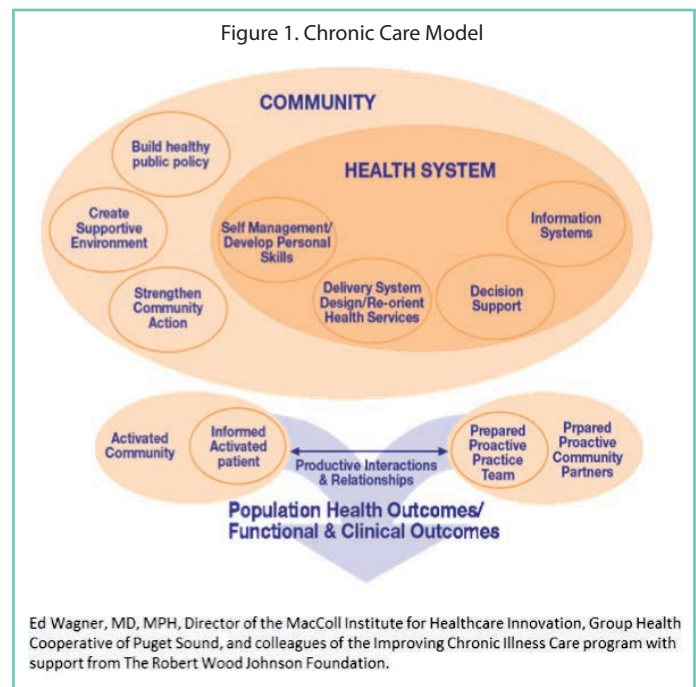 Figure 1. Chronic Care Model
COMMUNITY
Build healthy
public policy
HEALTH SYSTEM
Create
Supportive
Environment
Self Management/
Develop Personal
Skills
Information
Systems
Strengthen
Community
Action
Delivery System
Design/Re-orient
Health Services
Decision
Support
Activated
Community
Informed
Activated
patient
Productive Interactions
& Relationships
Prepared
Proactive
Practice
Team
Prpared
Proactive
Community
Partners
Population Health Outcomes/
Functional & Clinical Outcomes
Ed Wagner, MD, MPH, Director of the MacColl Institute for Healthcare Innovation, Group Health
Cooperative of Puget Sound, and colleagues of the Improving Chronic Illness Care program with
support from The Robert Wood Johnson Foundation.